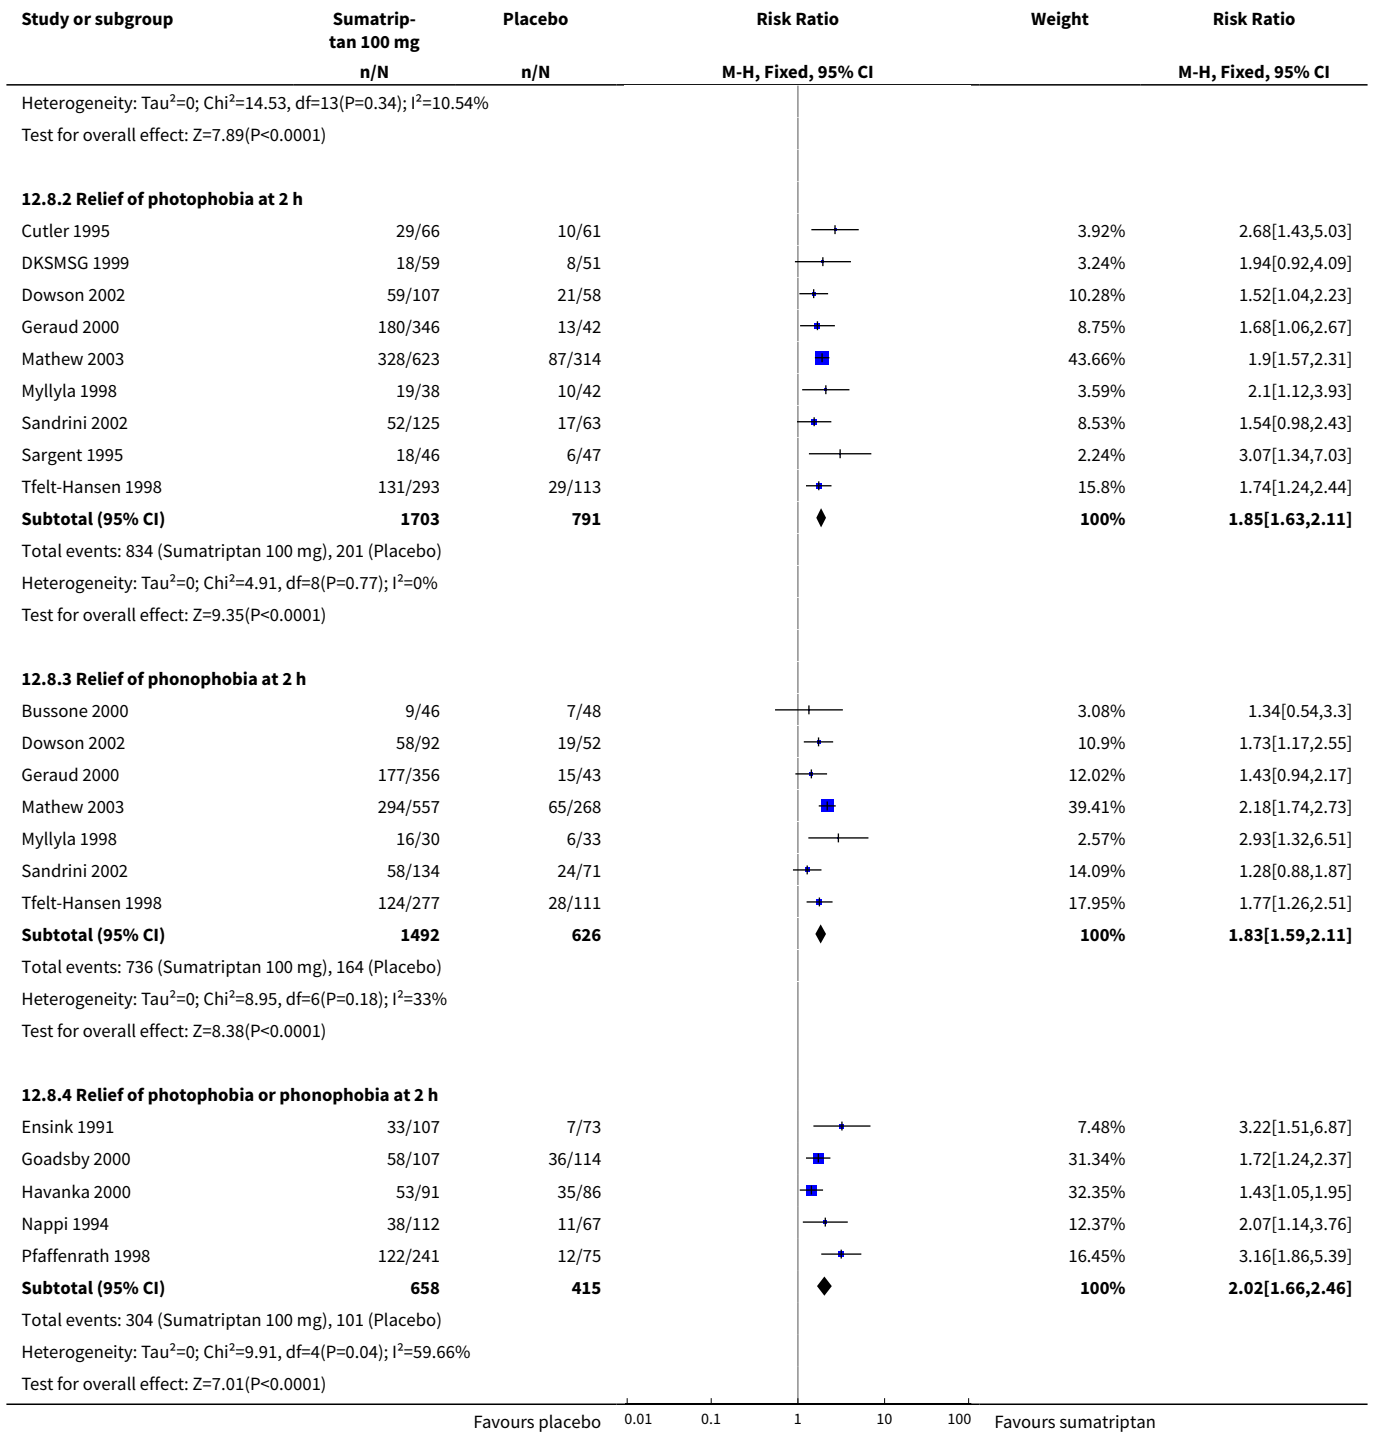 Study or subgroup Sumatrip- Placebo Risk Ratio Weight Risk Ratio
tan 100 mg
n/N n/N M-H, Fixed, 95% CI M-H, Fixed, 95% CI
Heterogeneity: Tau²=0; Chi²=14.53, df=13(P=0.34); I²=10.54%
Test for overall effect: Z=7.89(P<0.0001)
12.8.2 Relief of photophobia at 2 h
Cutler 1995 29/66 10/61 3.92% 2.68[1.43,5.03]
DKSMSG 1999 18/59 8/51 3.24% 1.94[0.92,4.09]
Dowson 2002 59/107 21/58 10.28% 1.52[1.04,2.23]
Geraud 2000 180/346 13/42 8.75% 1.68[1.06,2.67]
Mathew 2003 328/623 87/314 43.66% 1.9[1.57,2.31]
Myllyla 1998 19/38 10/42 3.59% 2.1[1.12,3.93]
Sandrini 2002 52/125 17/63 8.53% 1.54[0.98,2.43]
Sargent 1995 18/46 6/47 2.24% 3.07[1.34,7.03]
Tfelt-Hansen 1998 131/293 29/113 15.8% 1.74[1.24,2.44]
Subtotal (95% CI) 1703 791 100% 1.85[1.63,2.11]
Total events: 834 (Sumatriptan 100 mg), 201 (Placebo)
Heterogeneity: Tau²=0; Chi²=4.91, df=8(P=0.77); I²=0%
Test for overall effect: Z=9.35(P<0.0001)
12.8.3 Relief of phonophobia at 2 h
Bussone 2000 9/46 7/48 3.08% 1.34[0.54,3.3]
Dowson 2002 58/92 19/52 10.9% 1.73[1.17,2.55]
Geraud 2000 177/356 15/43 12.02% 1.43[0.94,2.17]
Mathew 2003 294/557 65/268 39.41% 2.18[1.74,2.73]
Myllyla 1998 16/30 6/33 2.57% 2.93[1.32,6.51]
Sandrini 2002 58/134 24/71 14.09% 1.28[0.88,1.87]
Tfelt-Hansen 1998 124/277 28/111 17.95% 1.77[1.26,2.51]
Subtotal (95% CI) 1492 626 100% 1.83[1.59,2.11]
Total events: 736 (Sumatriptan 100 mg), 164 (Placebo)
Heterogeneity: Tau²=0; Chi²=8.95, df=6(P=0.18); I²=33%
Test for overall effect: Z=8.38(P<0.0001)
12.8.4 Relief of photophobia or phonophobia at 2 h
Ensink 1991 33/107 7/73 7.48% 3.22[1.51,6.87]
Goadsby 2000 58/107 36/114 31.34% 1.72[1.24,2.37]
Havanka 2000 53/91 35/86 32.35% 1.43[1.05,1.95]
Nappi 1994 38/112 11/67 12.37% 2.07[1.14,3.76]
Pfaffenrath 1998 122/241 12/75 16.45% 3.16[1.86,5.39]
Subtotal (95% CI) 658 415 100% 2.02[1.66,2.46]
Total events: 304 (Sumatriptan 100 mg), 101 (Placebo)
Heterogeneity: Tau²=0; Chi²=9.91, df=4(P=0.04); I²=59.66%
Test for overall effect: Z=7.01(P<0.0001)
Favours placebo 0.01 0.1 1 10 100 Favours sumatriptan